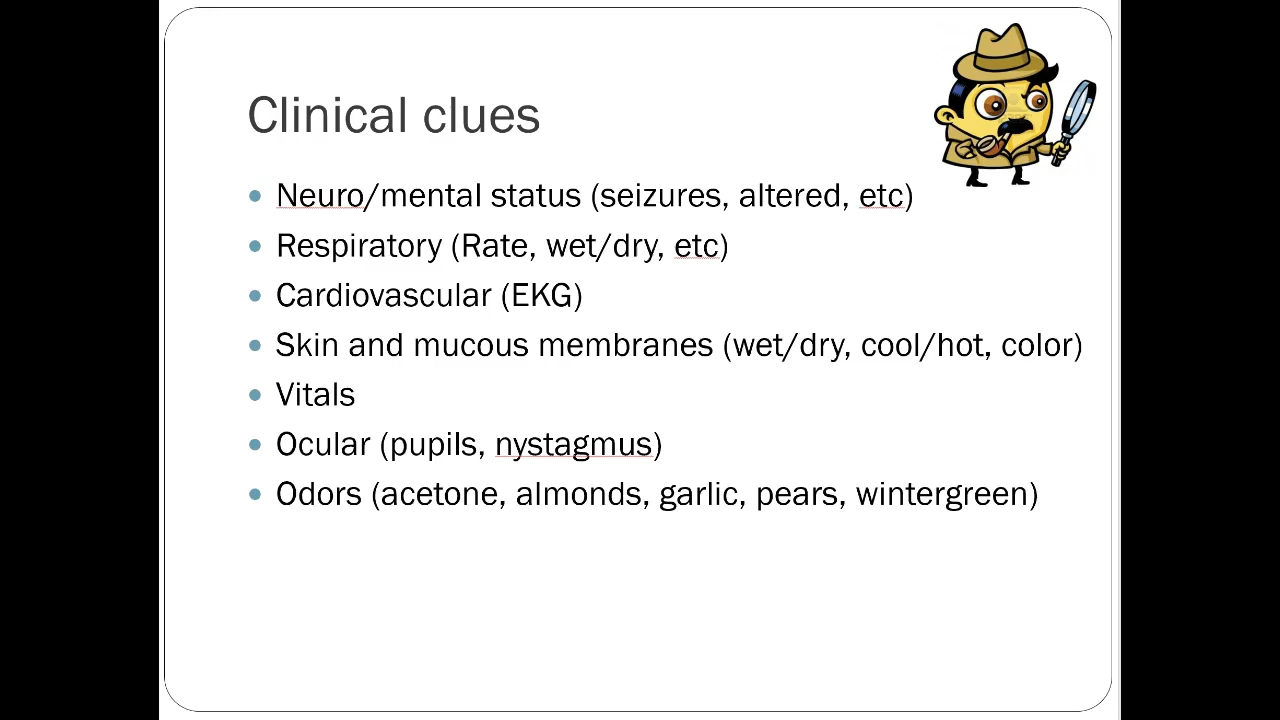 Clinical clues
Neuro/mental status (seizures, altered, etc)
Respiratory (Rate, wet/dry, etc)
Cardiovascular (EKG)
Skin and mucous membranes (wet/dry, cool/hot, color)
Vitals
Ocular (pupils, nystagmus)
Odors (acetone, almonds, garlic, pears, wintergreen)